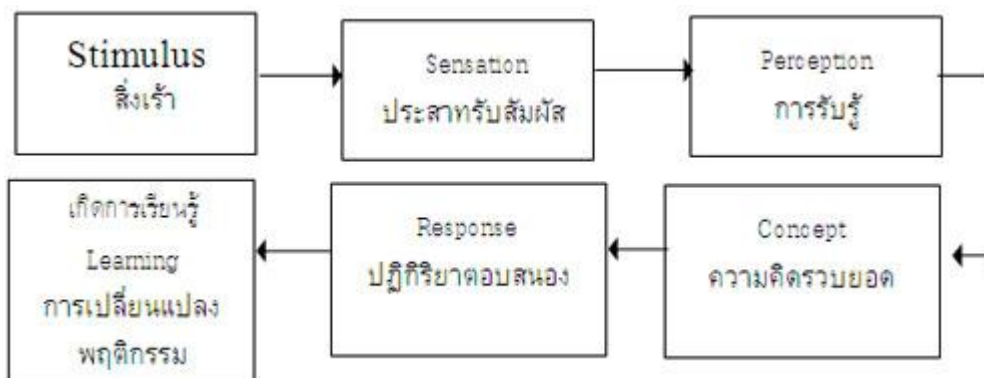 Stimulus
สิ่งเร้า
Sensation
ประสาทรับสัมผัส
Perception
การรับรู้
Concept
ความคิดรวบยอด
Response
ปฏิกิริยาตอบสนอง
เกิดการเรียนรู้
Learning
การเปลี่ยนแปลง
พฤติกรรม